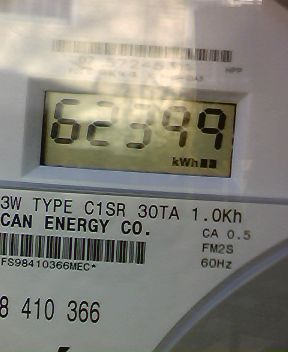 62399
kWh
3W TYPE C1SR 30TA 1.0Kh
CAN ENERGY CO.
CA 0.5
FM2S
60Hz
FS98410366MEC*
8 410 366